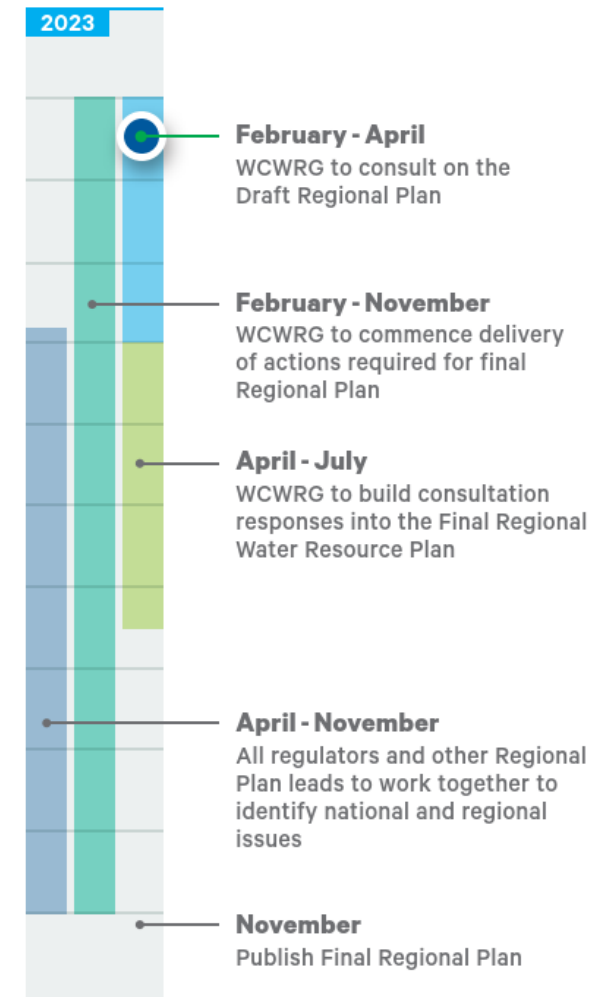 2023
February - April
WCWRG to consult on the
Draft Regional Plan
February - November
WCWRG to commence delivery
of actions required for final
Regional Plan
April - July
WCWRG to build consultation
responses into the Final Regional
Water Resource Plan
April - November
All regulators and other Regional
Plan leads to work together to
identify national and regional
issues
November
Publish Final Regional Plan